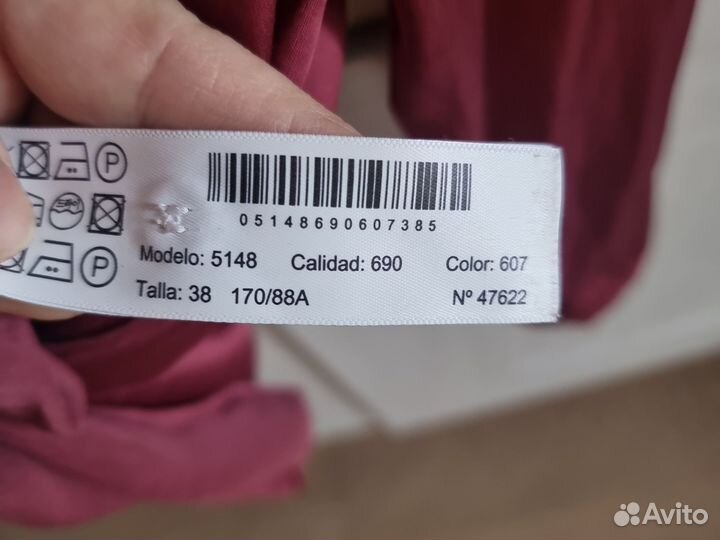 P
05148690607385
P
Modelo: 5148 Calidad: 690 Color: 607
Talla: 38 170/88A Nº 47622
Avito